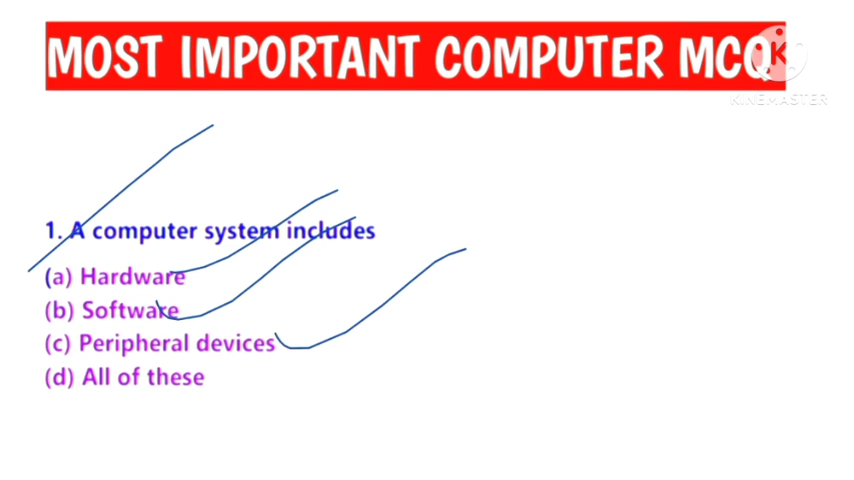 MOST IMPORTANT COMPUTER MCQ
K
KINEMASTER
1. A computer system includes
(a) Hardware
(b) Software
(c) Peripheral devices
(d) All of these